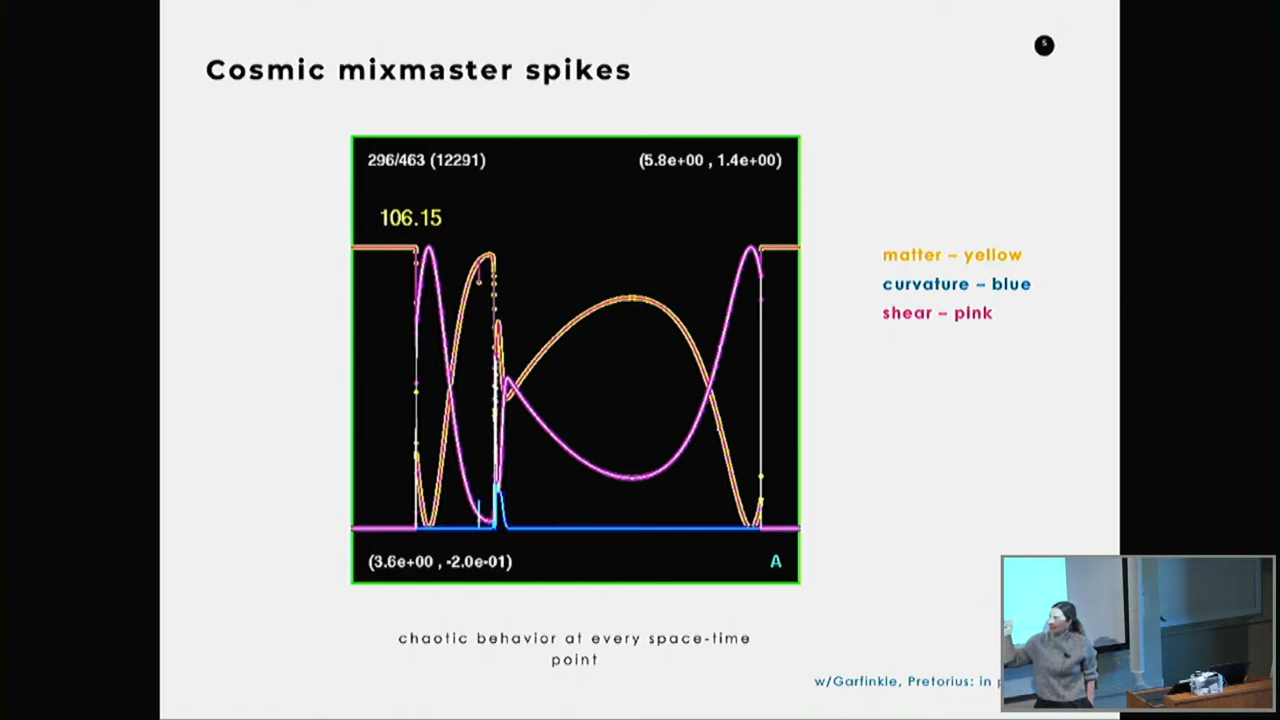 5
Cosmic mixmaster spikes
296/463 (12291) (5.8e+00 , 1.4e+00)
106.15
matter – yellow
curvature – blue
shear – pink
(3.6e+00 , -2.0e-01) A
chaotic behavior at every space-time
point
w/Garfinkle, Pretorius: in